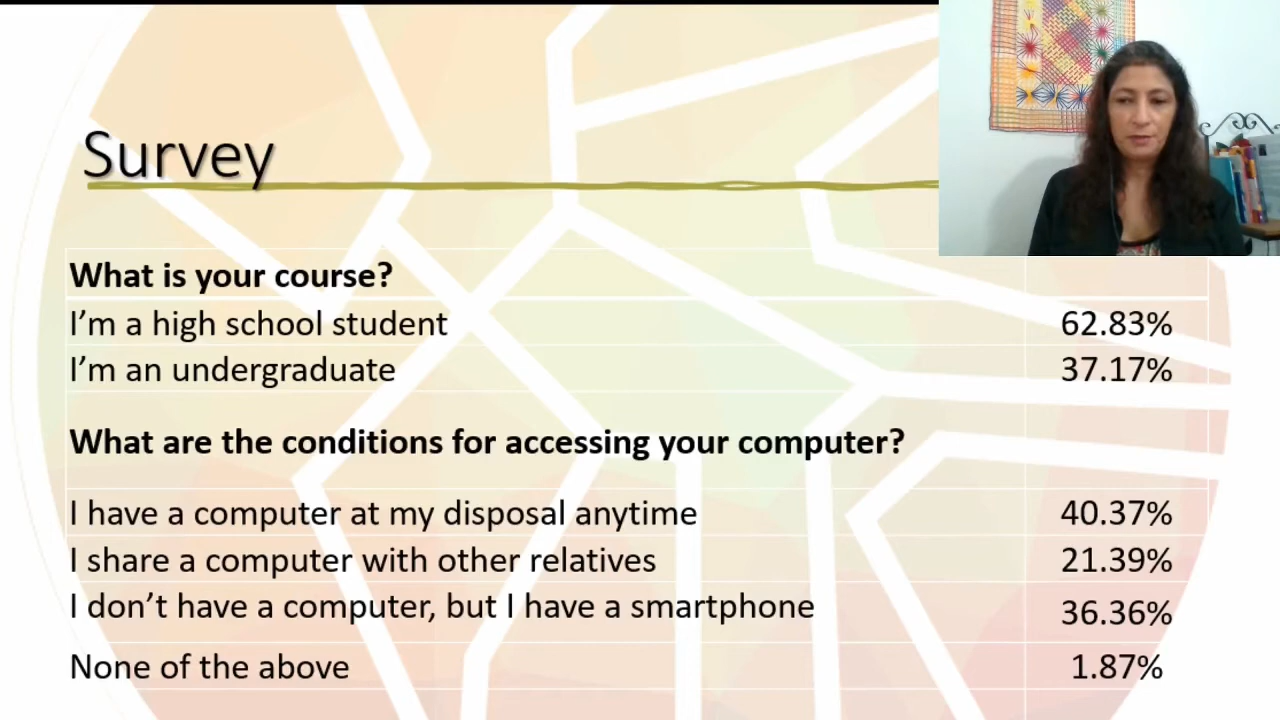 Survey
What is your course?
I’m a high school student 62.83%
I’m an undergraduate 37.17%
What are the conditions for accessing your computer?
I have a computer at my disposal anytime 40.37%
I share a computer with other relatives 21.39%
I don’t have a computer, but I have a smartphone 36.36%
None of the above 1.87%